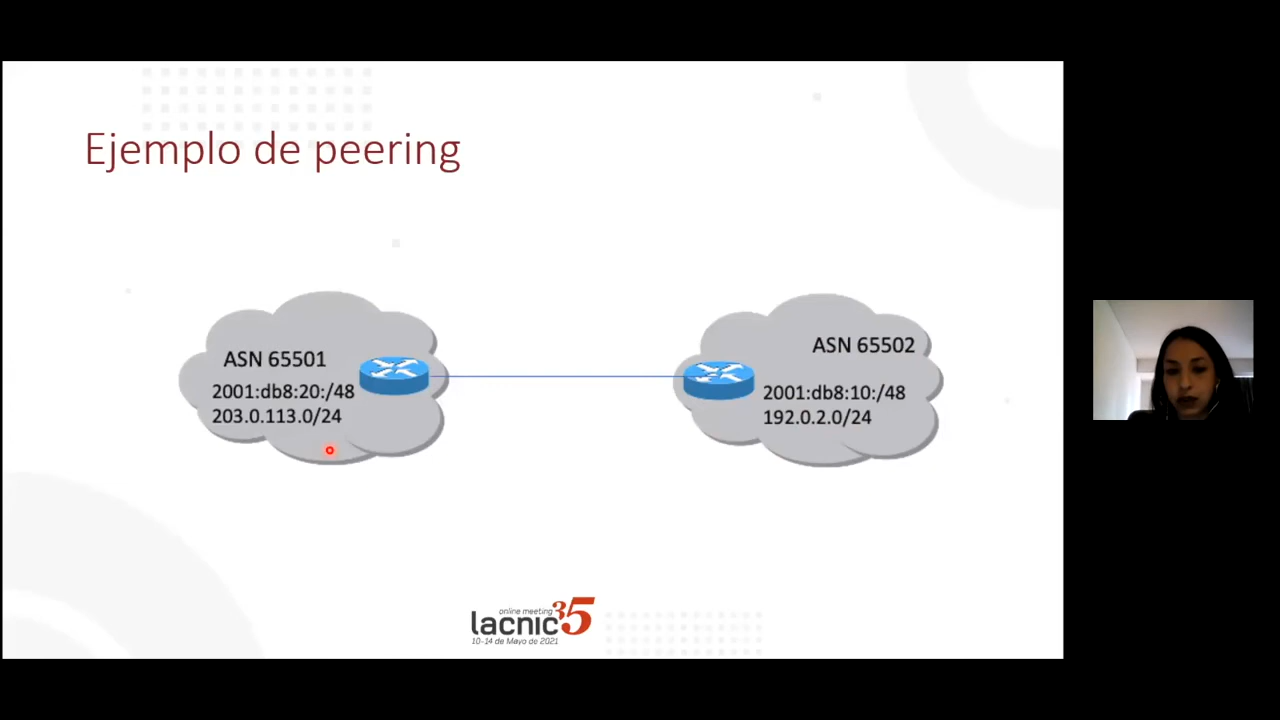 Ejemplo de peering
ASN 65501
2001:db8:20:/48
203.0.113.0/24
ASN 65502
2001:db8:10:/48
192.0.2.0/24
online meeting
lacnic35
10-14 de Mayo de 2021